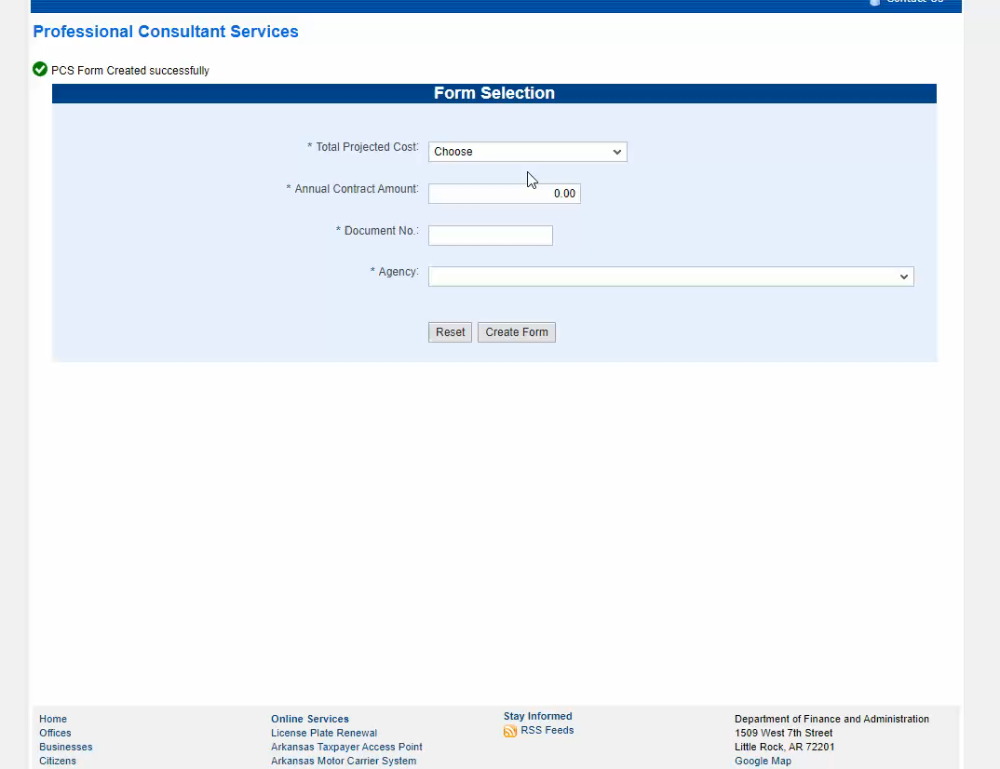 Contact Us
Professional Consultant Services
PCS Form Created successfully
Form Selection
* Total Projected Cost: Choose
* Annual Contract Amount: 0.00
* Document No.:
* Agency:
Reset Create Form
Home
Offices
Businesses
Citizens
Online Services
License Plate Renewal
Arkansas Taxpayer Access Point
Arkansas Motor Carrier System
Stay Informed
RSS Feeds
Department of Finance and Administration
1509 West 7th Street
Little Rock, AR 72201
Google Map